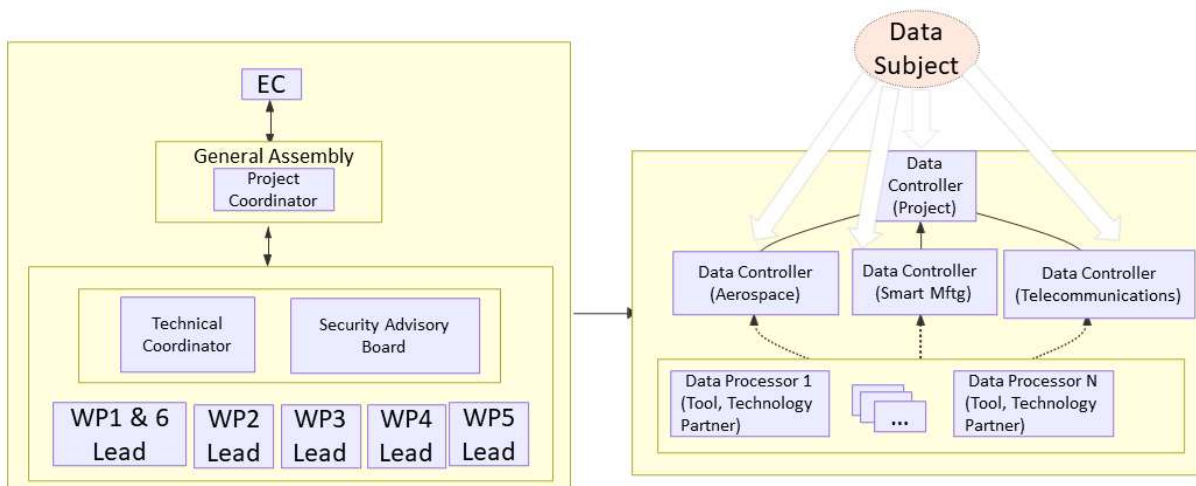 EC
General Assembly
Project
Coordinator
Technical
Coordinator
Security Advisory
Board
WP1 & 6
Lead
WP2
Lead
WP3
Lead
WP4
Lead
WP5
Lead
Data
Subject
Data
Controller
(Project)
Data Controller
(Aerospace)
Data Controller
(Smart Mftg)
Data Controller
(Telecommunications)
Data Processor 1
(Tool, Technology
Partner)
...
Data Processor N
(Tool, Technology
Partner)